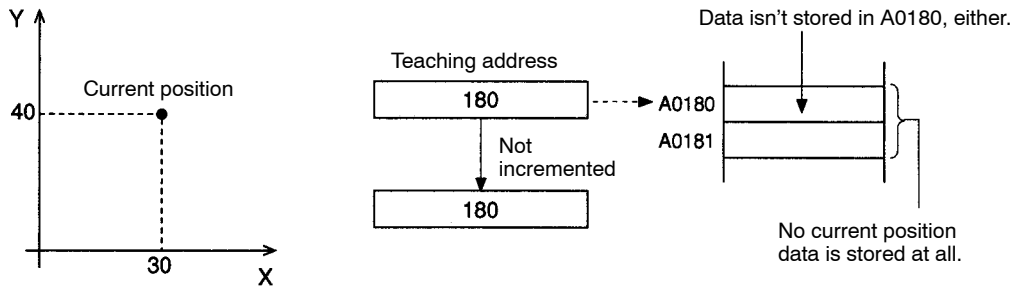 Y
Current position
40
30
X
Teaching address
180
Not
incremented
180
Data isn't stored in A0180, either.
A0180
A0181
No current position
data is stored at all.